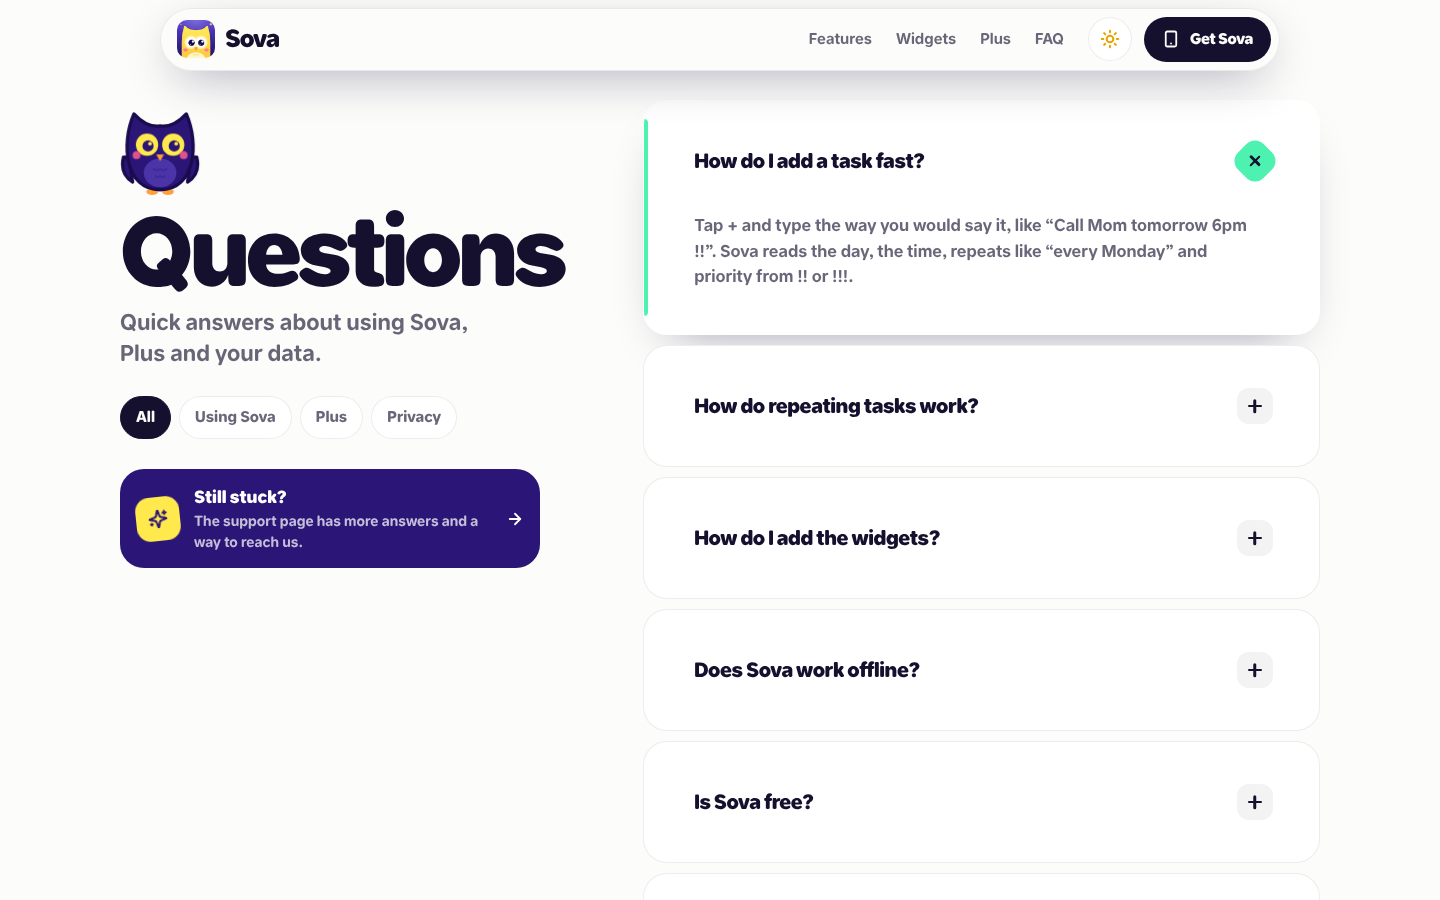 Sova
Features
Widgets
Plus
FAQ
Get Sova
Questions
Quick answers about using Sova,
Plus and your data.
All
Using Sova
Plus
Privacy
Still stuck?
The support page has more answers and a
way to reach us.
How do I add a task fast?
Tap + and type the way you would say it, like “Call Mom tomorrow 6pm
!!”. Sova reads the day, the time, repeats like “every Monday” and
priority from !! or !!!.
How do repeating tasks work?
How do I add the widgets?
Does Sova work offline?
Is Sova free?